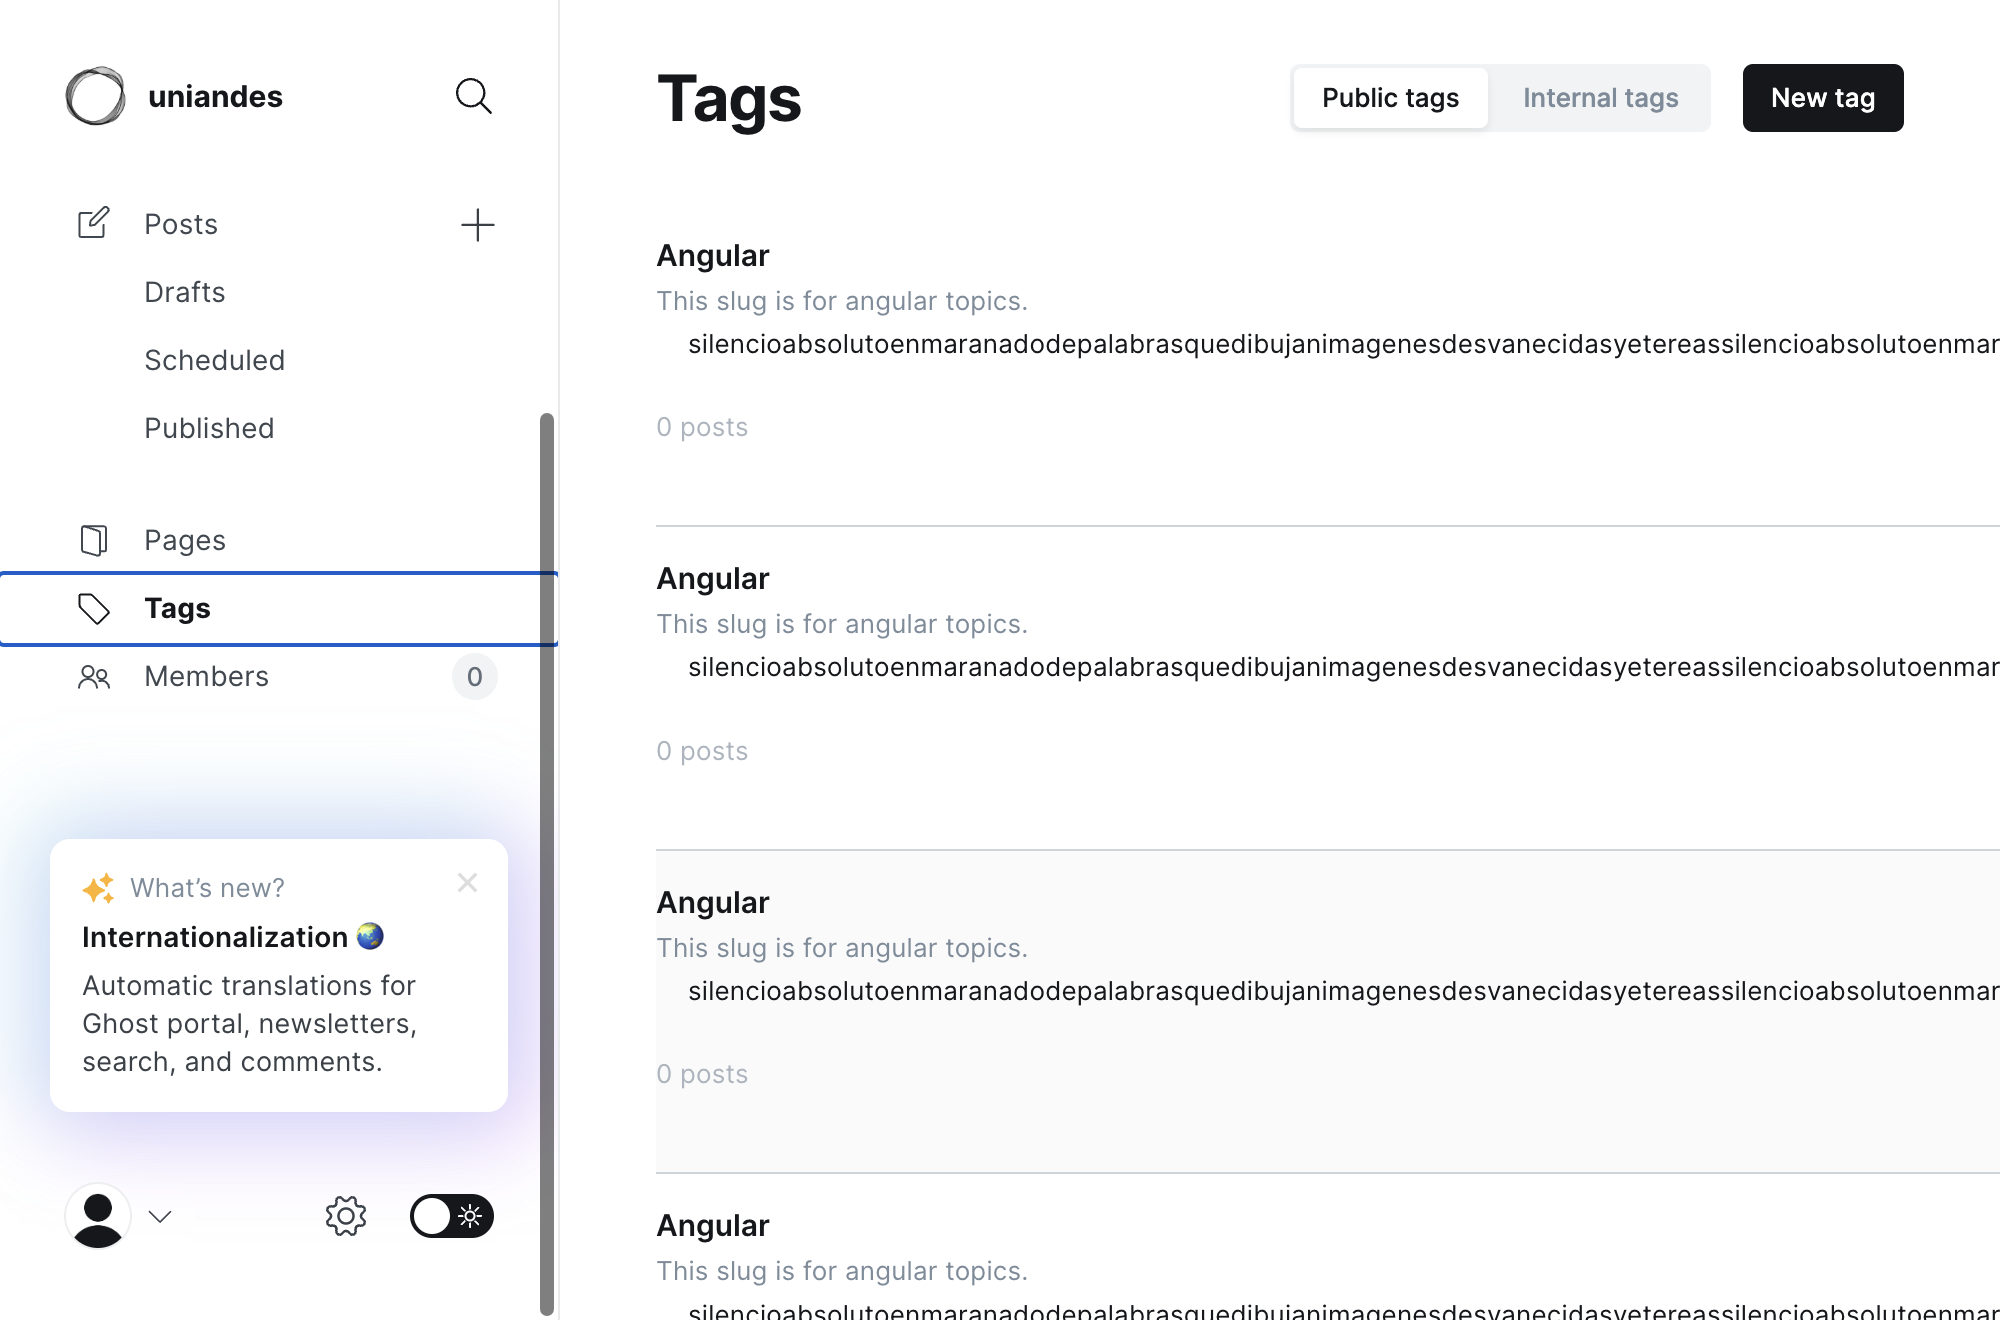 uniandes
Posts
Drafts
Scheduled
Published
Pages
Tags
Members
0
What's new?
Internationalization 🌏
Automatic translations for
Ghost portal, newsletters,
search, and comments.
Tags
Public tags
Internal tags
New tag
Angular
This slug is for angular topics.
silencioabsolutoenmaranadodepalabrasquedibujanimagenesdesvanecidasyetereassilencioabsolutoenmar
0 posts
Angular
This slug is for angular topics.
silencioabsolutoenmaranadodepalabrasquedibujanimagenesdesvanecidasyetereassilencioabsolutoenmar
0 posts
Angular
This slug is for angular topics.
silencioabsolutoenmaranadodepalabrasquedibujanimagenesdesvanecidasyetereassilencioabsolutoenmar
0 posts
Angular
This slug is for angular topics.
silencioabsolutoenmaranadodepalabrasquedibujanimagenesdesvanecidasyetereassilencioabsolutoenmar